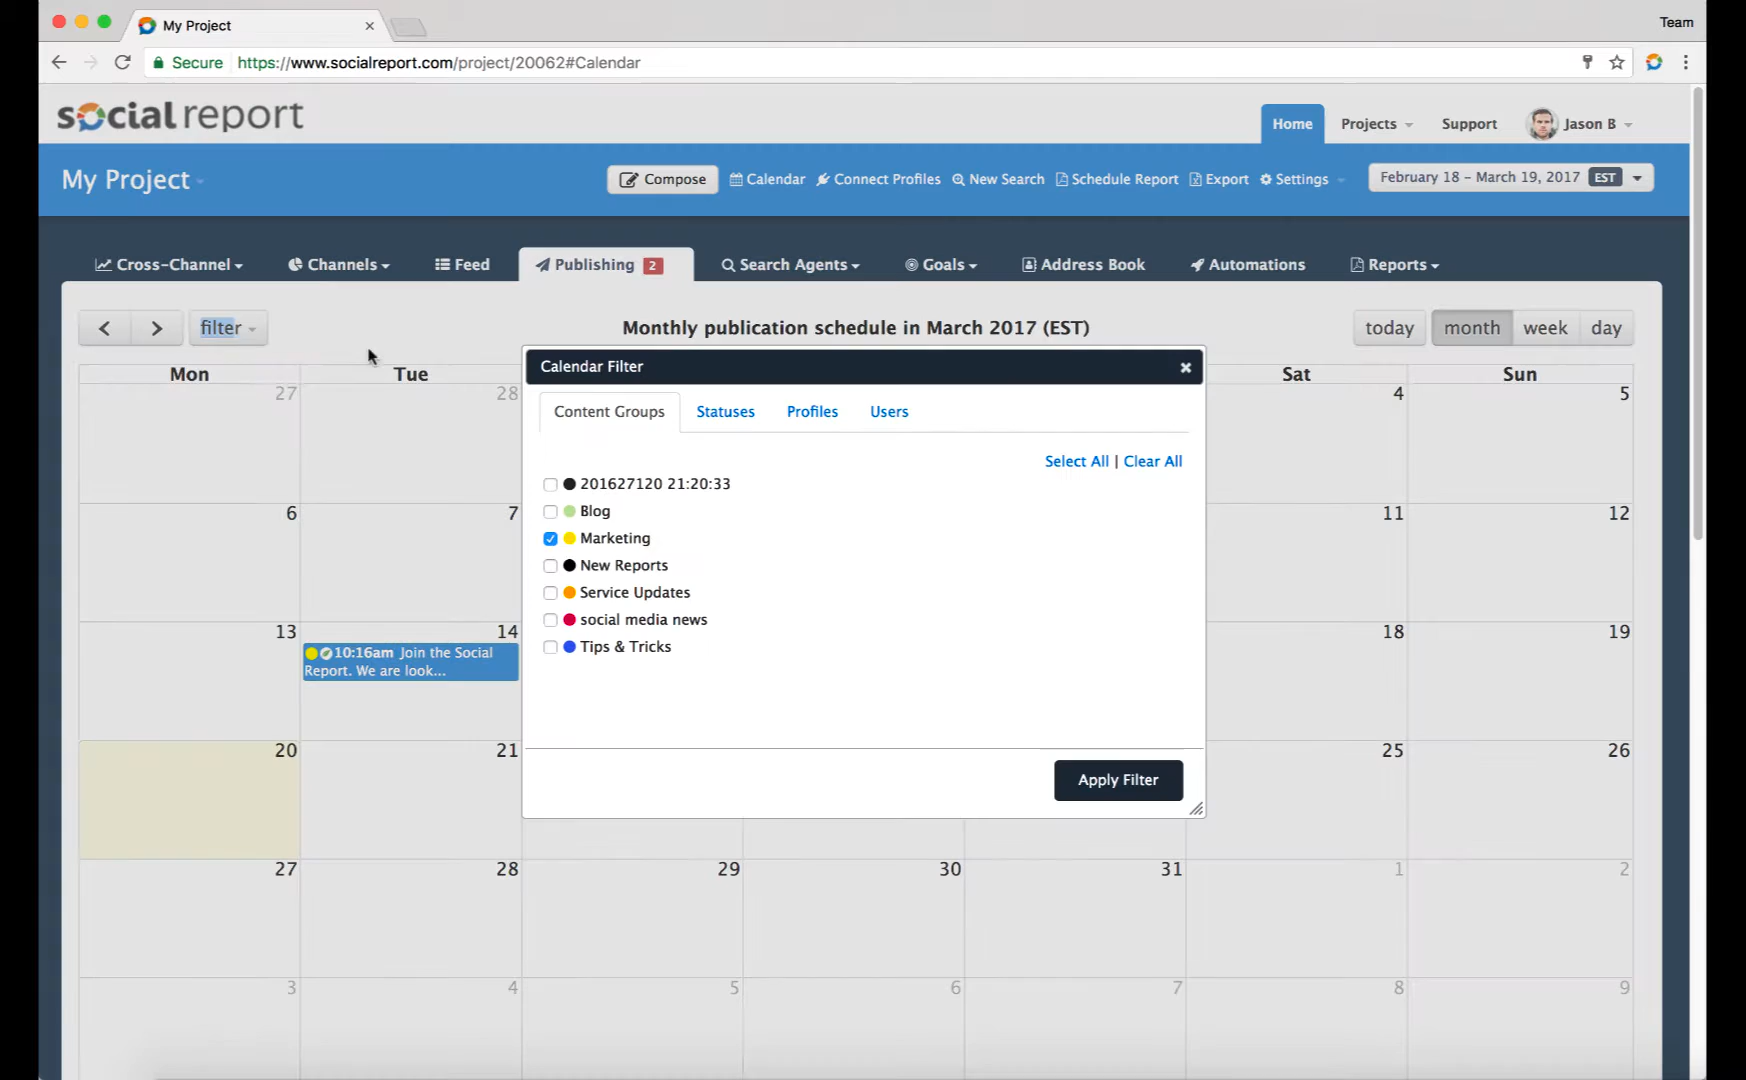 My Project
Team
Secure https://www.socialreport.com/project/20062#Calendar
social report
Home Projects Support Jason B
My Project
Compose Calendar Connect Profiles New Search Schedule Report Export Settings February 18 - March 19, 2017 EST
Cross-Channel Channels Feed Publishing 2 Search Agents Goals Address Book Automations Reports
filter Monthly publication schedule in March 2017 (EST) today month week day
Calendar Filter
Mon Tue Sat Sun
27 28 4 5
Content Groups Statuses Profiles Users
Select All | Clear All
201627120 21:20:33
Blog
6 7 11 12
Marketing
New Reports
Service Updates
social media news
13 14 18 19
Tips & Tricks
10:16am Join the Social
Report. We are look...
20 21 25 26
Apply Filter
27 28 29 30 31 1 2
3 4 5 6 7 8 9